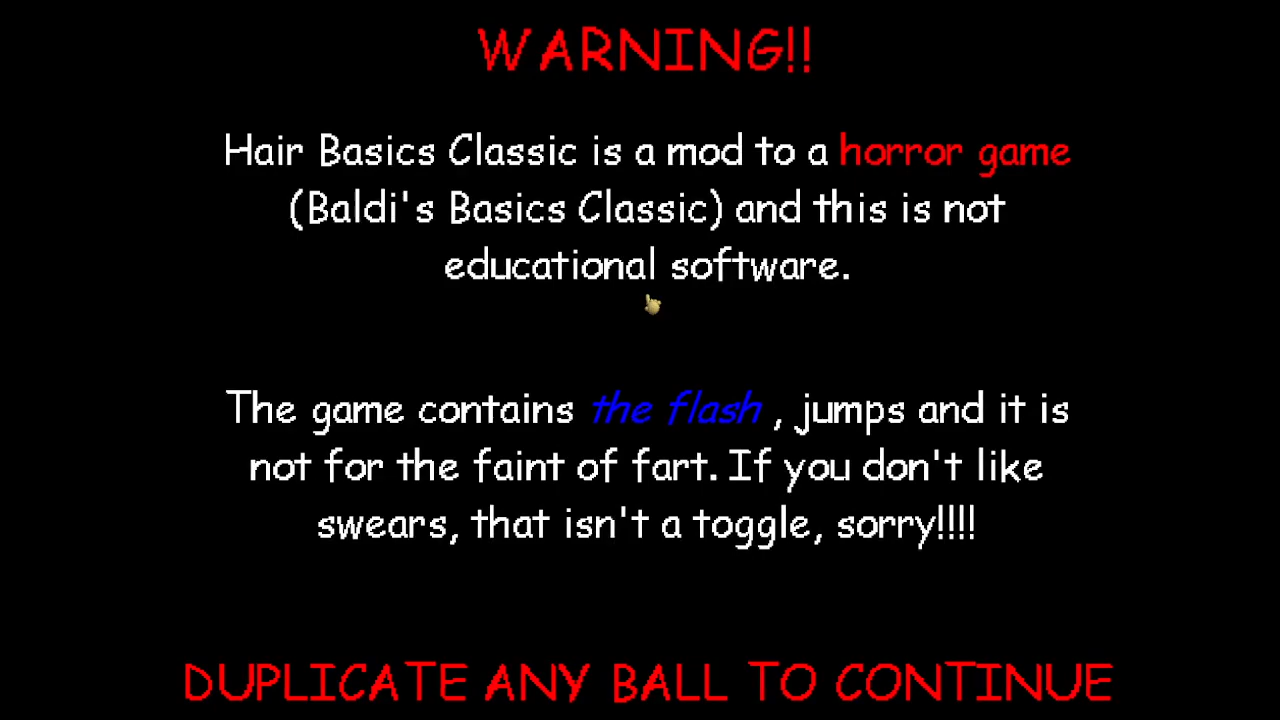 WARNING!!
Hair Basics Classic is a mod to a horror game
(Baldi's Basics Classic) and this is not
educational software.
The game contains the flash , jumps and it is
not for the faint of fart. If you don't like
swears, that isn't a toggle, sorry!!!!
DUPLICATE ANY BALL TO CONTINUE